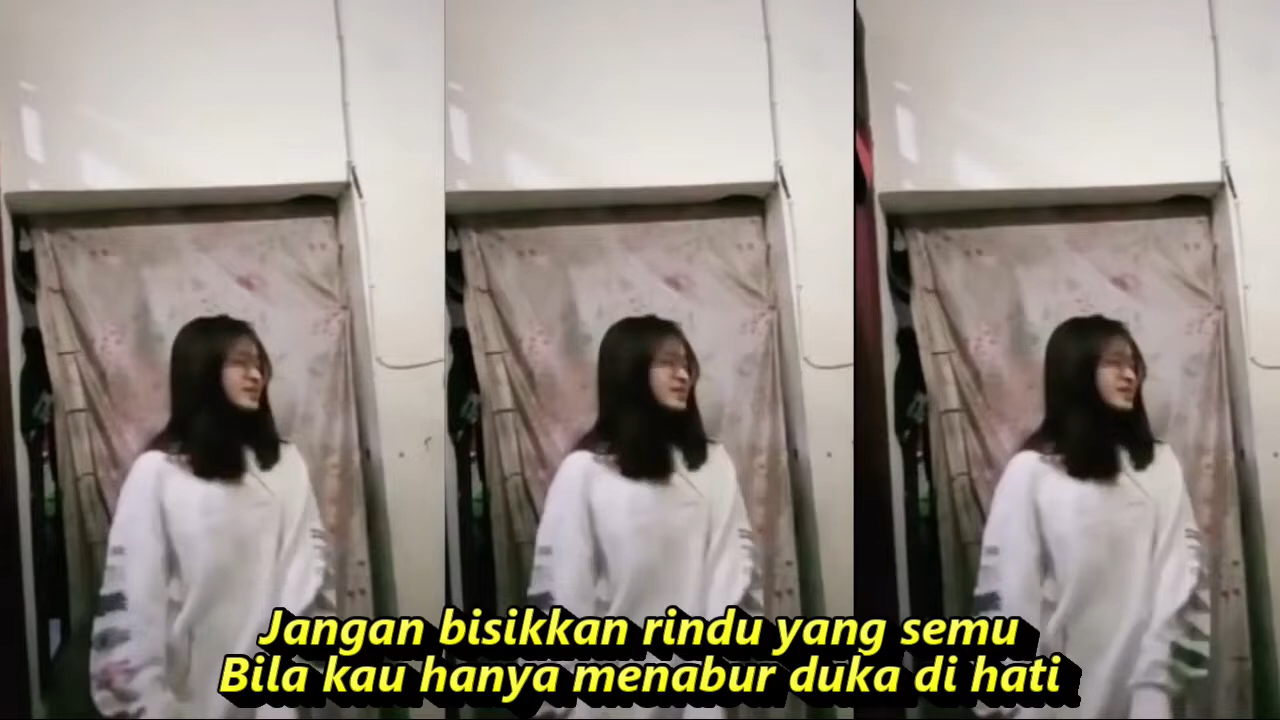 Jangan bisikkan rindu yang semu
Bila kau hanya menabur duka di hati